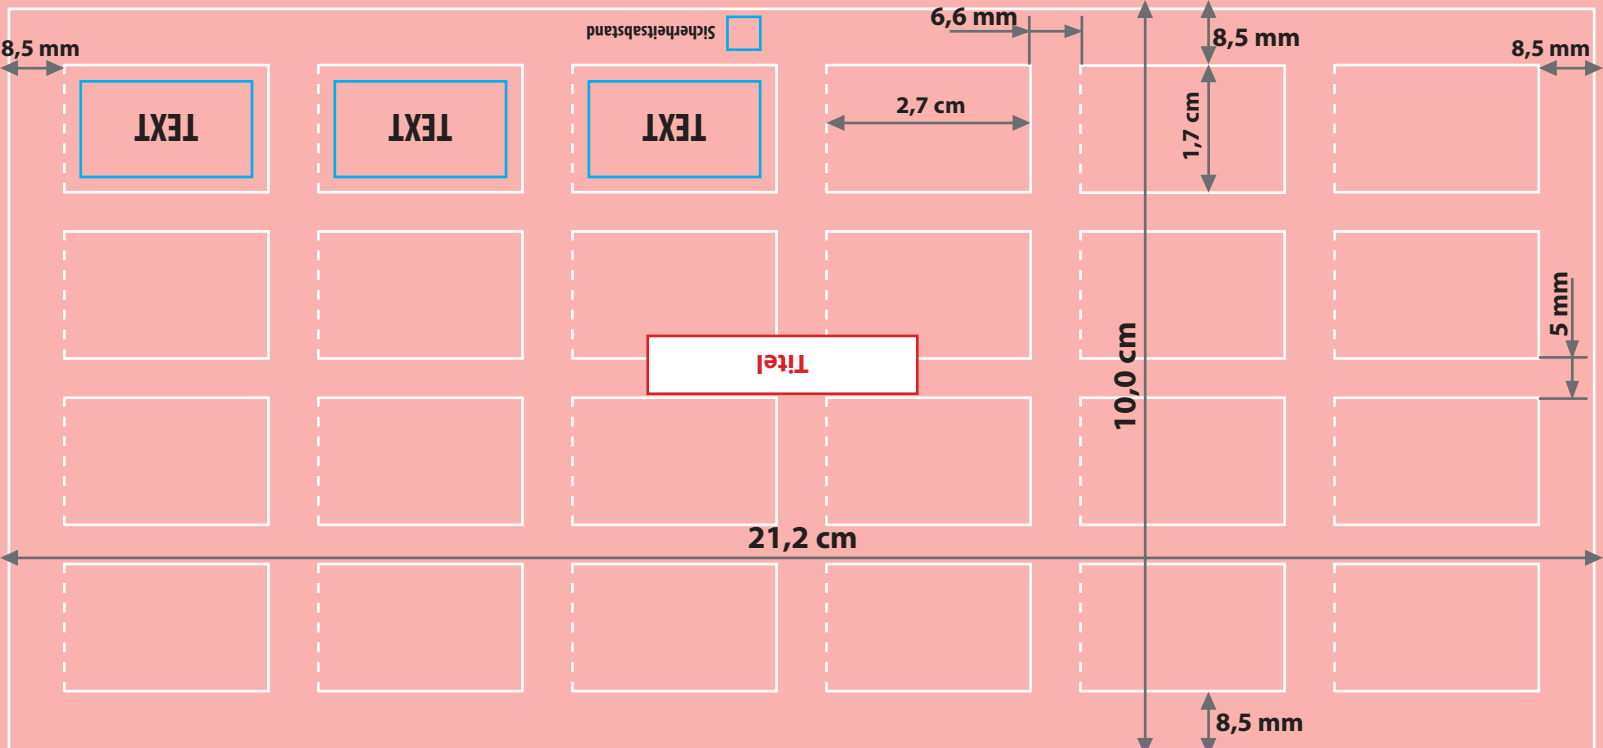 6,6 mm
Sicherheitsabstand
8,5 mm
8,5 mm
8,5 mm
2,7 cm
1,7 cm
TEXT
TEXT
TEXT
5 mm
Titel
10,0 cm
21,2 cm
8,5 mm